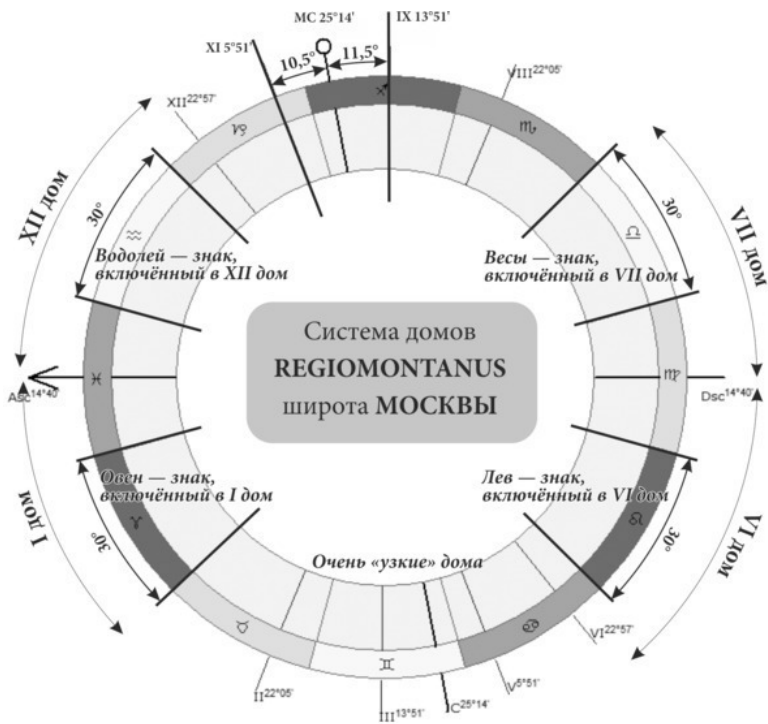 MC 25°14'
IX 13°51'
XI 5°51'
10,5°
11,5°
VIII 22°05'
XII 22°57'
XII дом
30°
30°
VII дом
Водолей — знак,
включённый в XII дом
Весы — знак,
включённый в VII дом
Система домов
REGIOMONTANUS
широта МОСКВЫ
Asc 14°40'
Dsc 14°40'
Овен — знак,
включённый в I дом
Лев — знак,
включённый в VI дом
I дом
30°
30°
VI дом
Очень «узкие» дома
VI 22°57'
V 5°51'
II 22°05'
IC 25°14'
III 13°51'